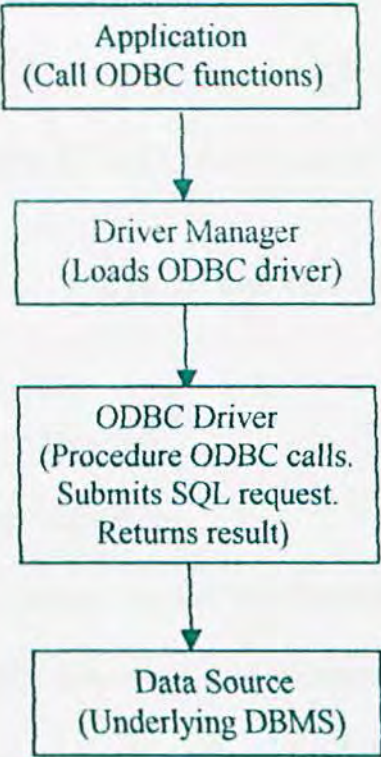 Application
(Call ODBC functions)
Driver Manager
(Loads ODBC driver)
ODBC Driver
(Procedure ODBC calls.
Submits SQL request.
Returns result)
Data Source
(Underlying DBMS)